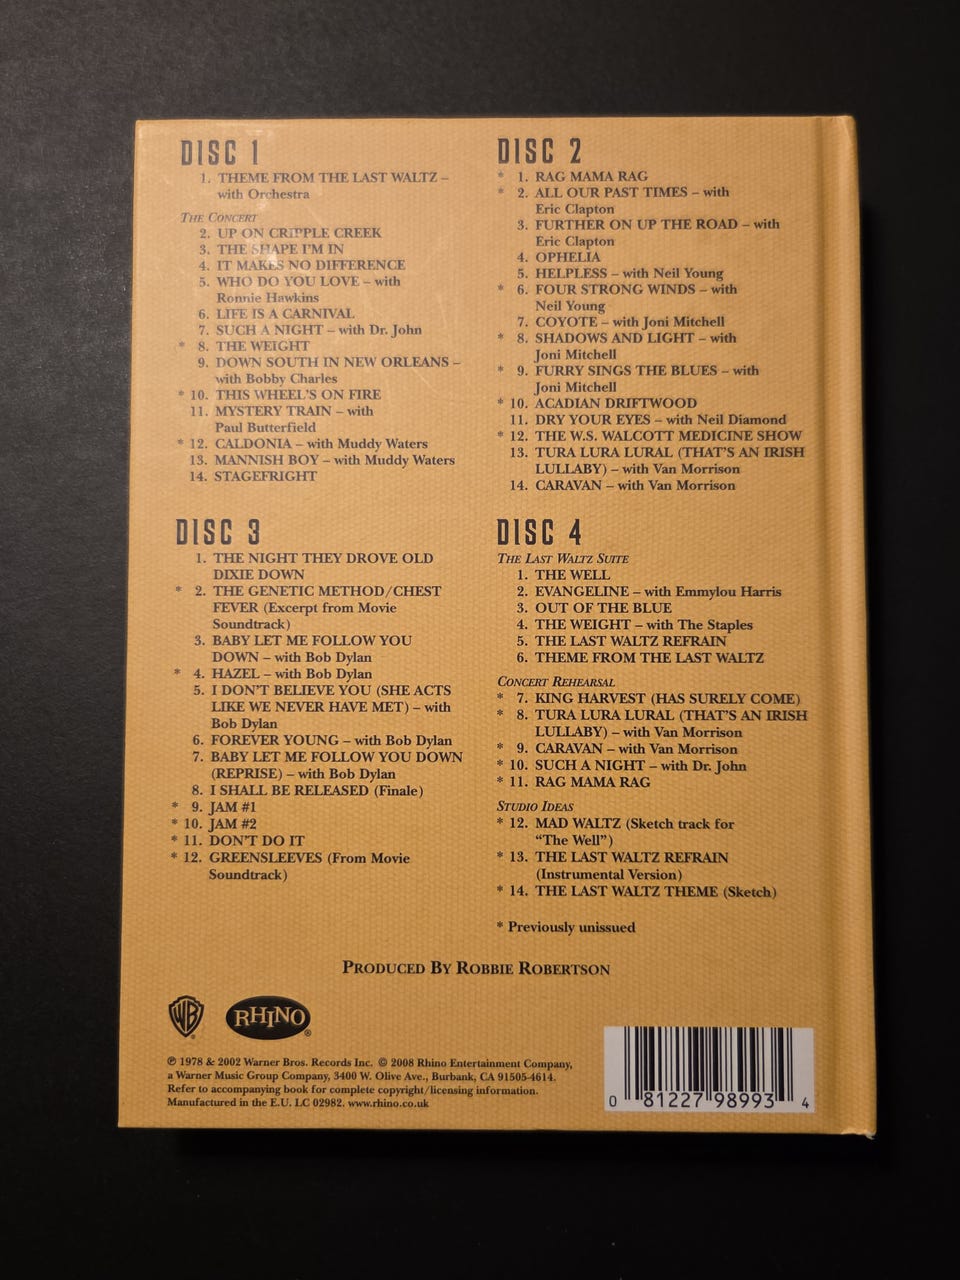 DISC 1
1. THEME FROM THE LAST WALTZ –
with Orchestra
THE CONCERT
2. UP ON CRIPPLE CREEK
3. THE SHAPE I'M IN
4. IT MAKES NO DIFFERENCE
5. WHO DO YOU LOVE – with
Ronnie Hawkins
6. LIFE IS A CARNIVAL
7. SUCH A NIGHT – with Dr. John
* 8. THE WEIGHT
9. DOWN SOUTH IN NEW ORLEANS –
with Bobby Charles
* 10. THIS WHEEL'S ON FIRE
11. MYSTERY TRAIN – with
Paul Butterfield
* 12. CALDONIA – with Muddy Waters
13. MANNISH BOY – with Muddy Waters
14. STAGEFRIGHT
DISC 2
* 1. RAG MAMA RAG
* 2. ALL OUR PAST TIMES – with
Eric Clapton
3. FURTHER ON UP THE ROAD – with
Eric Clapton
4. OPHELIA
5. HELPLESS – with Neil Young
* 6. FOUR STRONG WINDS – with
Neil Young
7. COYOTE – with Joni Mitchell
* 8. SHADOWS AND LIGHT – with
Joni Mitchell
* 9. FURRY SINGS THE BLUES – with
Joni Mitchell
* 10. ACADIAN DRIFTWOOD
11. DRY YOUR EYES – with Neil Diamond
* 12. THE W.S. WALCOTT MEDICINE SHOW
13. TURA LURA LURAL (THAT'S AN IRISH
LULLABY) – with Van Morrison
14. CARAVAN – with Van Morrison
DISC 3
1. THE NIGHT THEY DROVE OLD
DIXIE DOWN
* 2. THE GENETIC METHOD/CHEST
FEVER (Excerpt from Movie
Soundtrack)
3. BABY LET ME FOLLOW YOU
DOWN – with Bob Dylan
* 4. HAZEL – with Bob Dylan
5. I DON'T BELIEVE YOU (SHE ACTS
LIKE WE NEVER HAVE MET) – with
Bob Dylan
6. FOREVER YOUNG – with Bob Dylan
7. BABY LET ME FOLLOW YOU DOWN
(REPRISE) – with Bob Dylan
8. I SHALL BE RELEASED (Finale)
* 9. JAM #1
* 10. JAM #2
* 11. DON'T DO IT
* 12. GREENSLEEVES (From Movie
Soundtrack)
DISC 4
THE LAST WALTZ SUITE
1. THE WELL
2. EVANGELINE – with Emmylou Harris
3. OUT OF THE BLUE
4. THE WEIGHT – with The Staples
5. THE LAST WALTZ REFRAIN
6. THEME FROM THE LAST WALTZ
CONCERT REHEARSAL
* 7. KING HARVEST (HAS SURELY COME)
* 8. TURA LURA LURAL (THAT'S AN IRISH
LULLABY) – with Van Morrison
* 9. CARAVAN – with Van Morrison
* 10. SUCH A NIGHT – with Dr. John
* 11. RAG MAMA RAG
STUDIO IDEAS
* 12. MAD WALTZ (Sketch track for
"The Well")
* 13. THE LAST WALTZ REFRAIN
(Instrumental Version)
* 14. THE LAST WALTZ THEME (Sketch)
* Previously unissued
PRODUCED BY ROBBIE ROBERTSON
WB ® RHINO ®
℗ 1978 & 2002 Warner Bros. Records Inc. © 2008 Rhino Entertainment Company,
a Warner Music Group Company, 3400 W. Olive Ave., Burbank, CA 91505-4614.
Refer to accompanying book for complete copyright/licensing information.
Manufactured in the E.U. LC 02982. www.rhino.co.uk
0 81227 98993 4